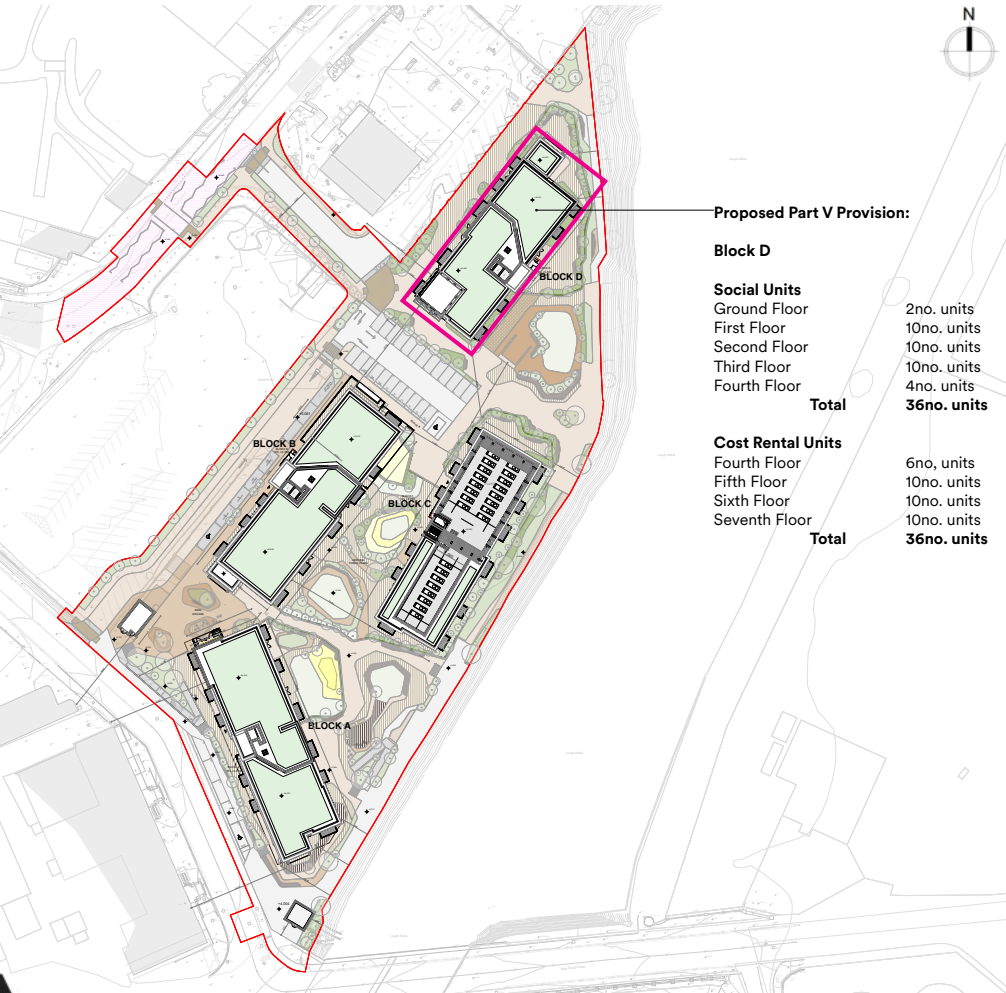 N
Proposed Part V Provision:
Block D
Social Units
Ground Floor 2no. units
First Floor 10no. units
Second Floor 10no. units
Third Floor 10no. units
Fourth Floor 4no. units
Total 36no. units
Cost Rental Units
Fourth Floor 6no, units
Fifth Floor 10no. units
Sixth Floor 10no. units
Seventh Floor 10no. units
Total 36no. units
BLOCK D
BLOCK B
BLOCK C
BLOCK A